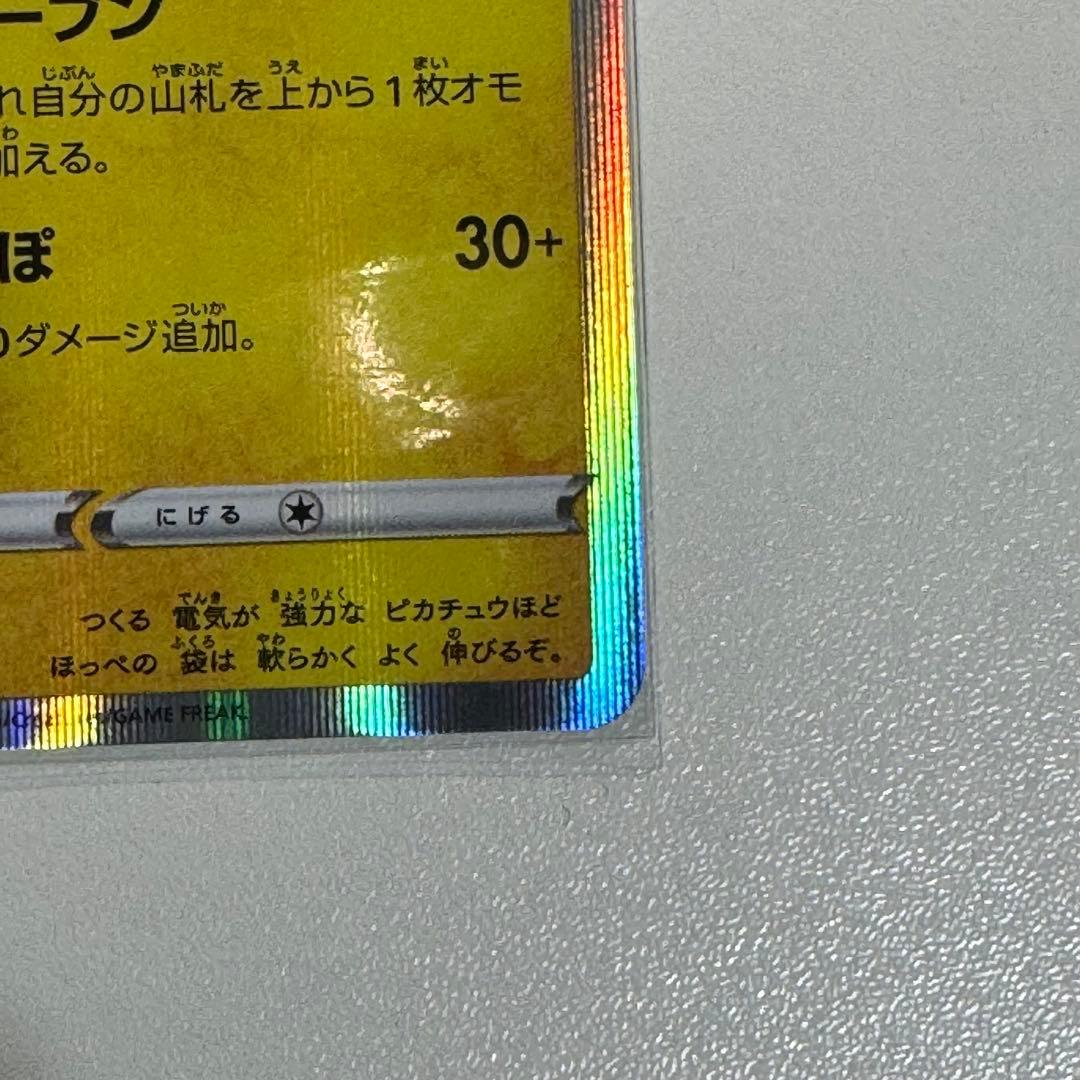 ープン
れ自分の山札を上から1枚オモ
加える。
ぽ 30+
ダメージ追加。
にげる
つくる 電気が 強力な ピカチュウほど
ほっぺの 袋は 軟らかく よく 伸びるぞ。
GAME FREAK